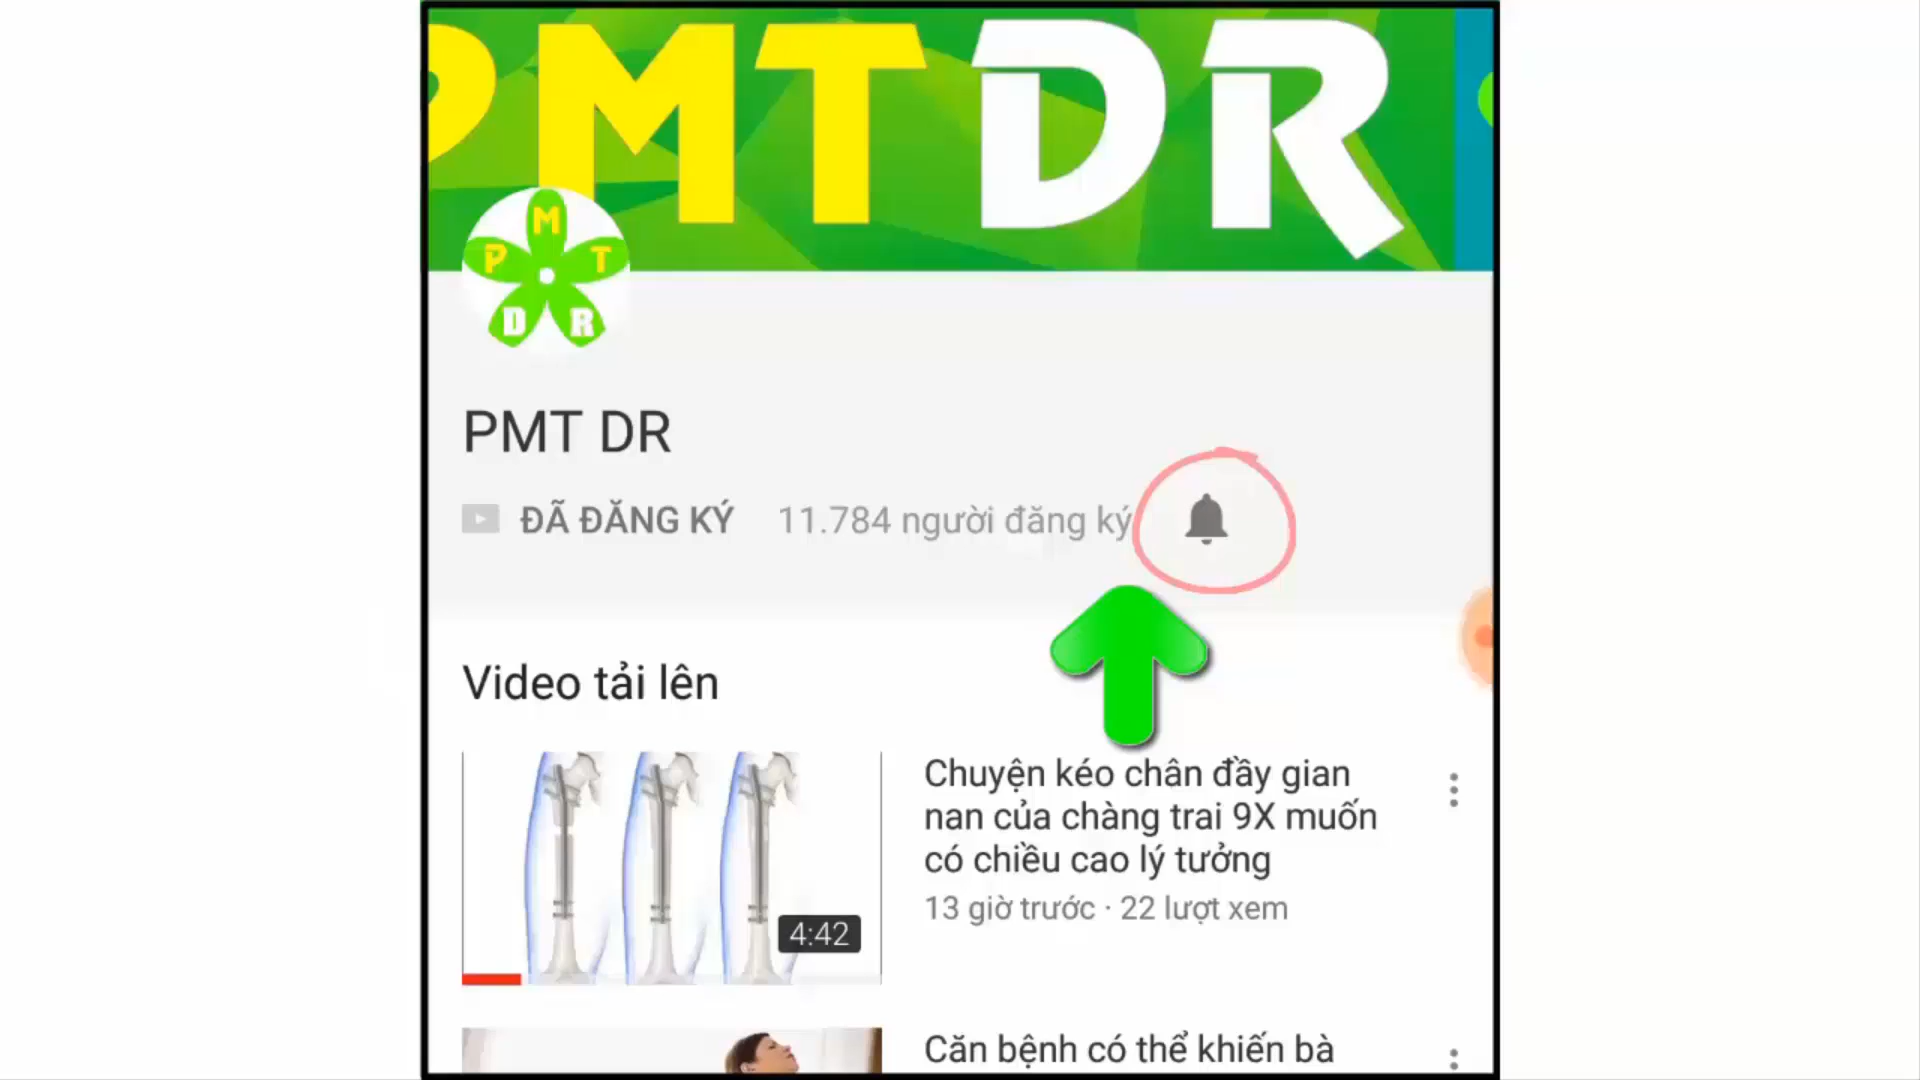 PMT DR
M
P T
D R
PMT DR
ĐÃ ĐĂNG KÝ 11.784 người đăng ký
Video tải lên
Chuyện kéo chân đầy gian
nan của chàng trai 9X muốn
có chiều cao lý tưởng
13 giờ trước · 22 lượt xem
4:42
Căn bệnh có thể khiến bà